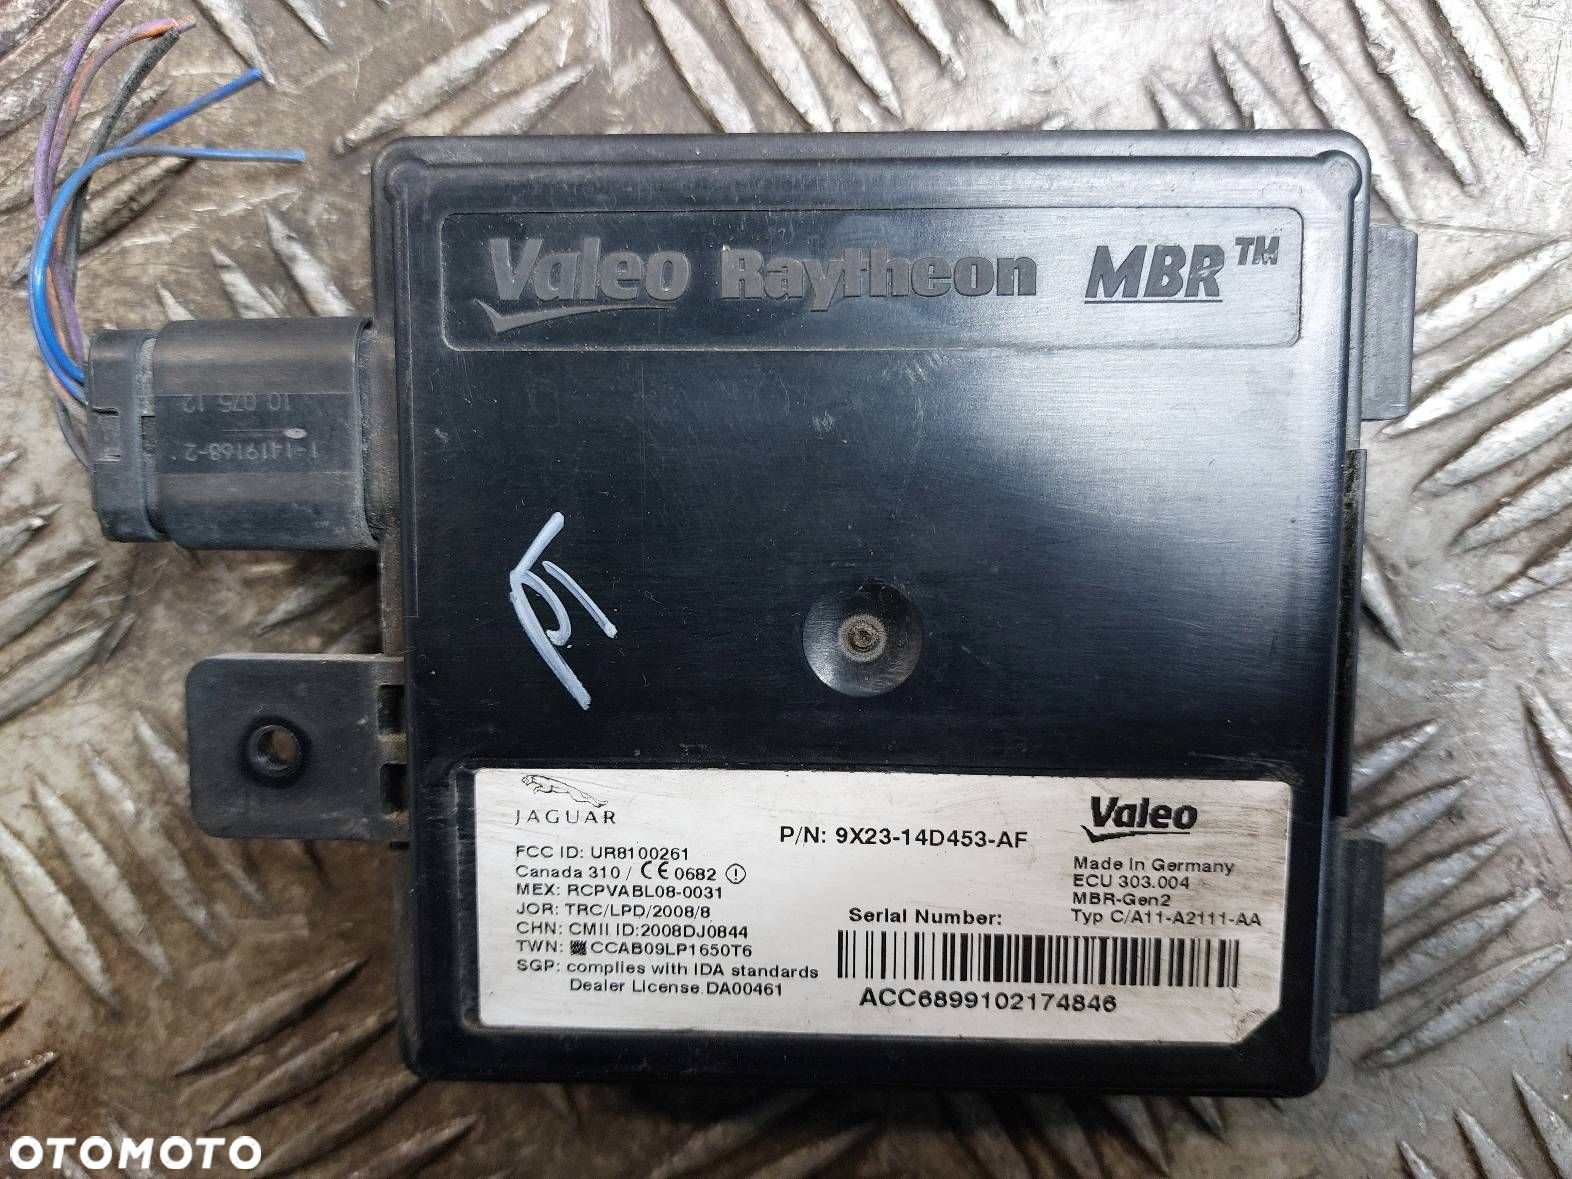 Valeo Raytheon MBR™
10 075 12
1-1419168-2
JAGUAR
P/N: 9X23-14D453-AF
Valeo
FCC ID: UR8100261
Canada 310 / CE 0682
MEX: RCPVABL08-0031
JOR: TRC/LPD/2008/8
CHN: CMII ID:2008DJ0844
TWN: CCAB09LP1650T6
SGP: complies with IDA standards
Dealer License DA00461
Made in Germany
ECU 303.004
MBR-Gen2
Typ C/A11-A2111-AA
Serial Number:
ACC6899102174846
OTOMOTO